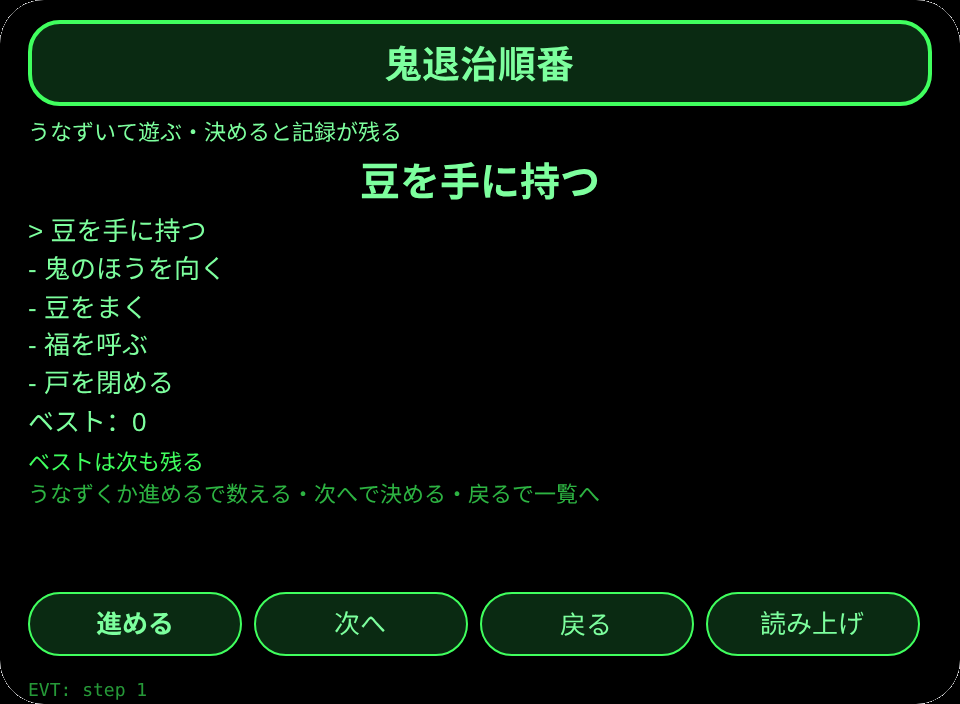 鬼退治順番
うなずいて遊ぶ・決めると記録が残る
豆を手に持つ
> 豆を手に持つ
- 鬼のほうを向く
- 豆をまく
- 福を呼ぶ
- 戸を閉める
ベスト: 0
ベストは次も残る
うなずくか進めるで数える・次へで決める・戻るで一覧へ
進める
次へ
戻る
読み上げ
EVT: step 1